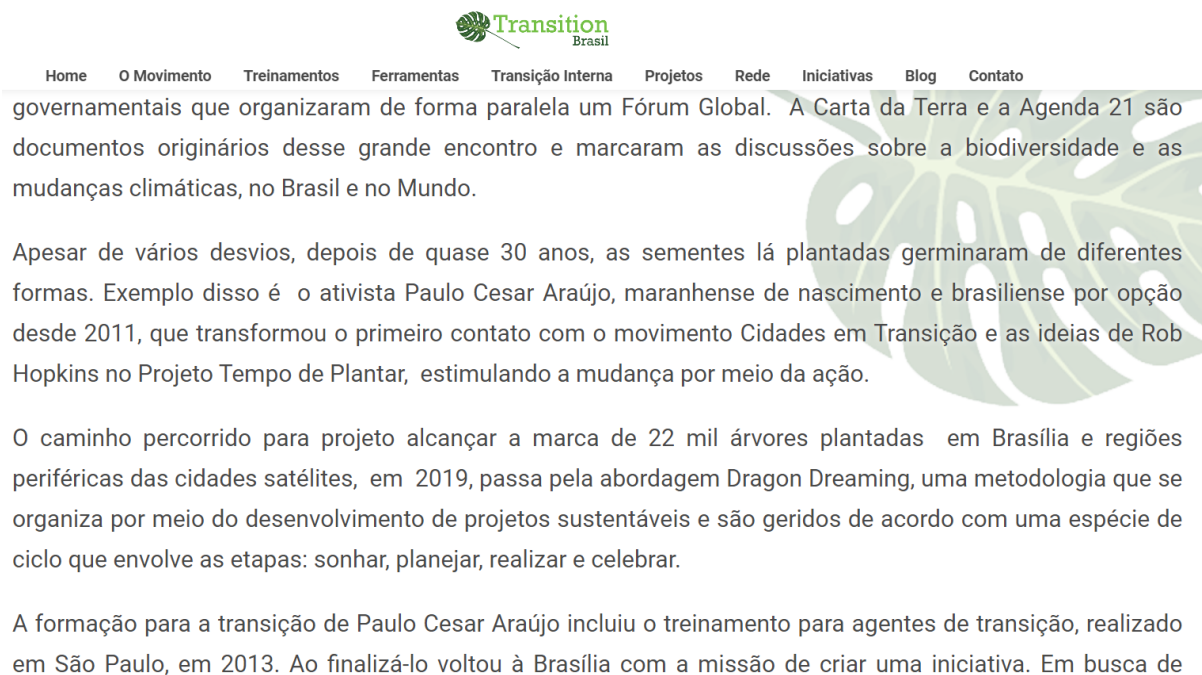 Transition
Brasil
Home O Movimento Treinamentos Ferramentas Transição Interna Projetos Rede Iniciativas Blog Contato
governamentais que organizaram de forma paralela um Fórum Global.  A Carta da Terra e a Agenda 21 são
documentos originários desse grande encontro e marcaram as discussões sobre a biodiversidade e as
mudanças climáticas, no Brasil e no Mundo.
Apesar de vários desvios, depois de quase 30 anos, as sementes lá plantadas germinaram de diferentes
formas. Exemplo disso é  o ativista Paulo Cesar Araújo, maranhense de nascimento e brasiliense por opção
desde 2011, que transformou o primeiro contato com o movimento Cidades em Transição e as ideias de Rob
Hopkins no Projeto Tempo de Plantar,  estimulando a mudança por meio da ação.
O caminho percorrido para projeto alcançar a marca de 22 mil árvores plantadas  em Brasília e regiões
periféricas das cidades satélites,  em  2019, passa pela abordagem Dragon Dreaming, uma metodologia que se
organiza por meio do desenvolvimento de projetos sustentáveis e são geridos de acordo com uma espécie de
ciclo que envolve as etapas: sonhar, planejar, realizar e celebrar.
A formação para a transição de Paulo Cesar Araújo incluiu o treinamento para agentes de transição, realizado
em São Paulo, em 2013. Ao finalizá-lo voltou à Brasília com a missão de criar uma iniciativa. Em busca de